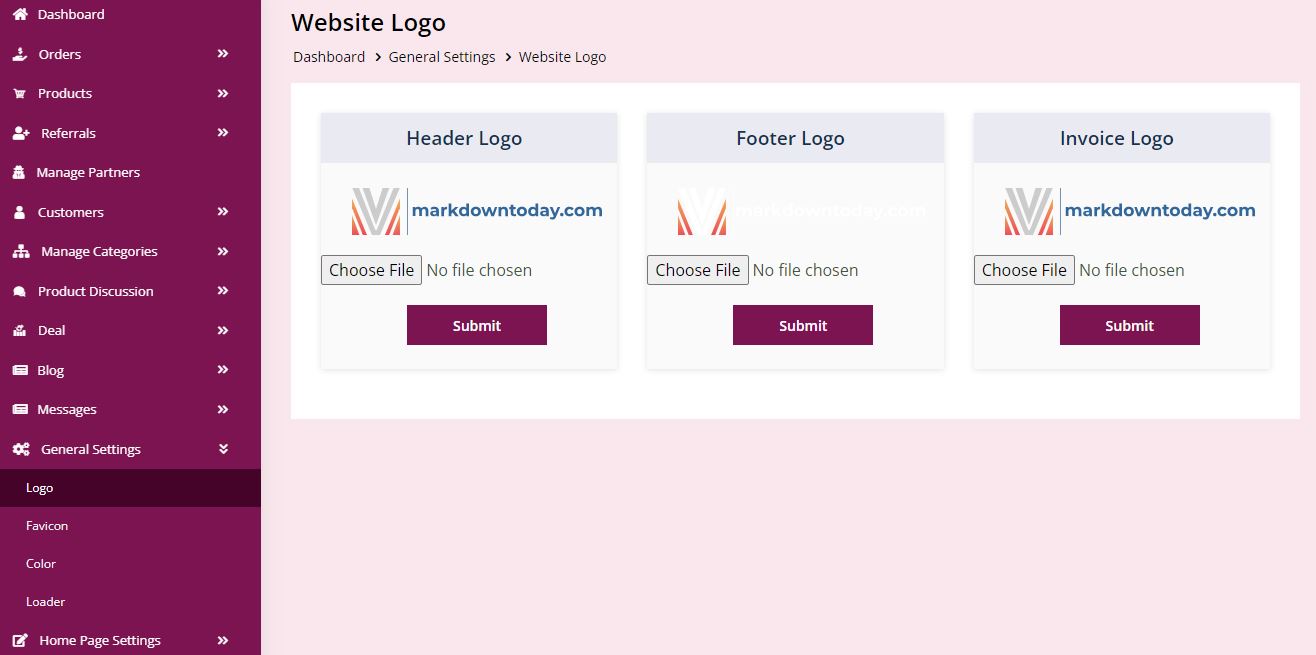 Dashboard
Orders
Products
Referrals
Manage Partners
Customers
Manage Categories
Product Discussion
Deal
Blog
Messages
General Settings
Logo
Favicon
Color
Loader
Home Page Settings
Website Logo
Dashboard > General Settings > Website Logo
Header Logo
markdowntoday.com
Choose File No file chosen
Submit
Footer Logo
markdowntoday.com
Choose File No file chosen
Submit
Invoice Logo
markdowntoday.com
Choose File No file chosen
Submit